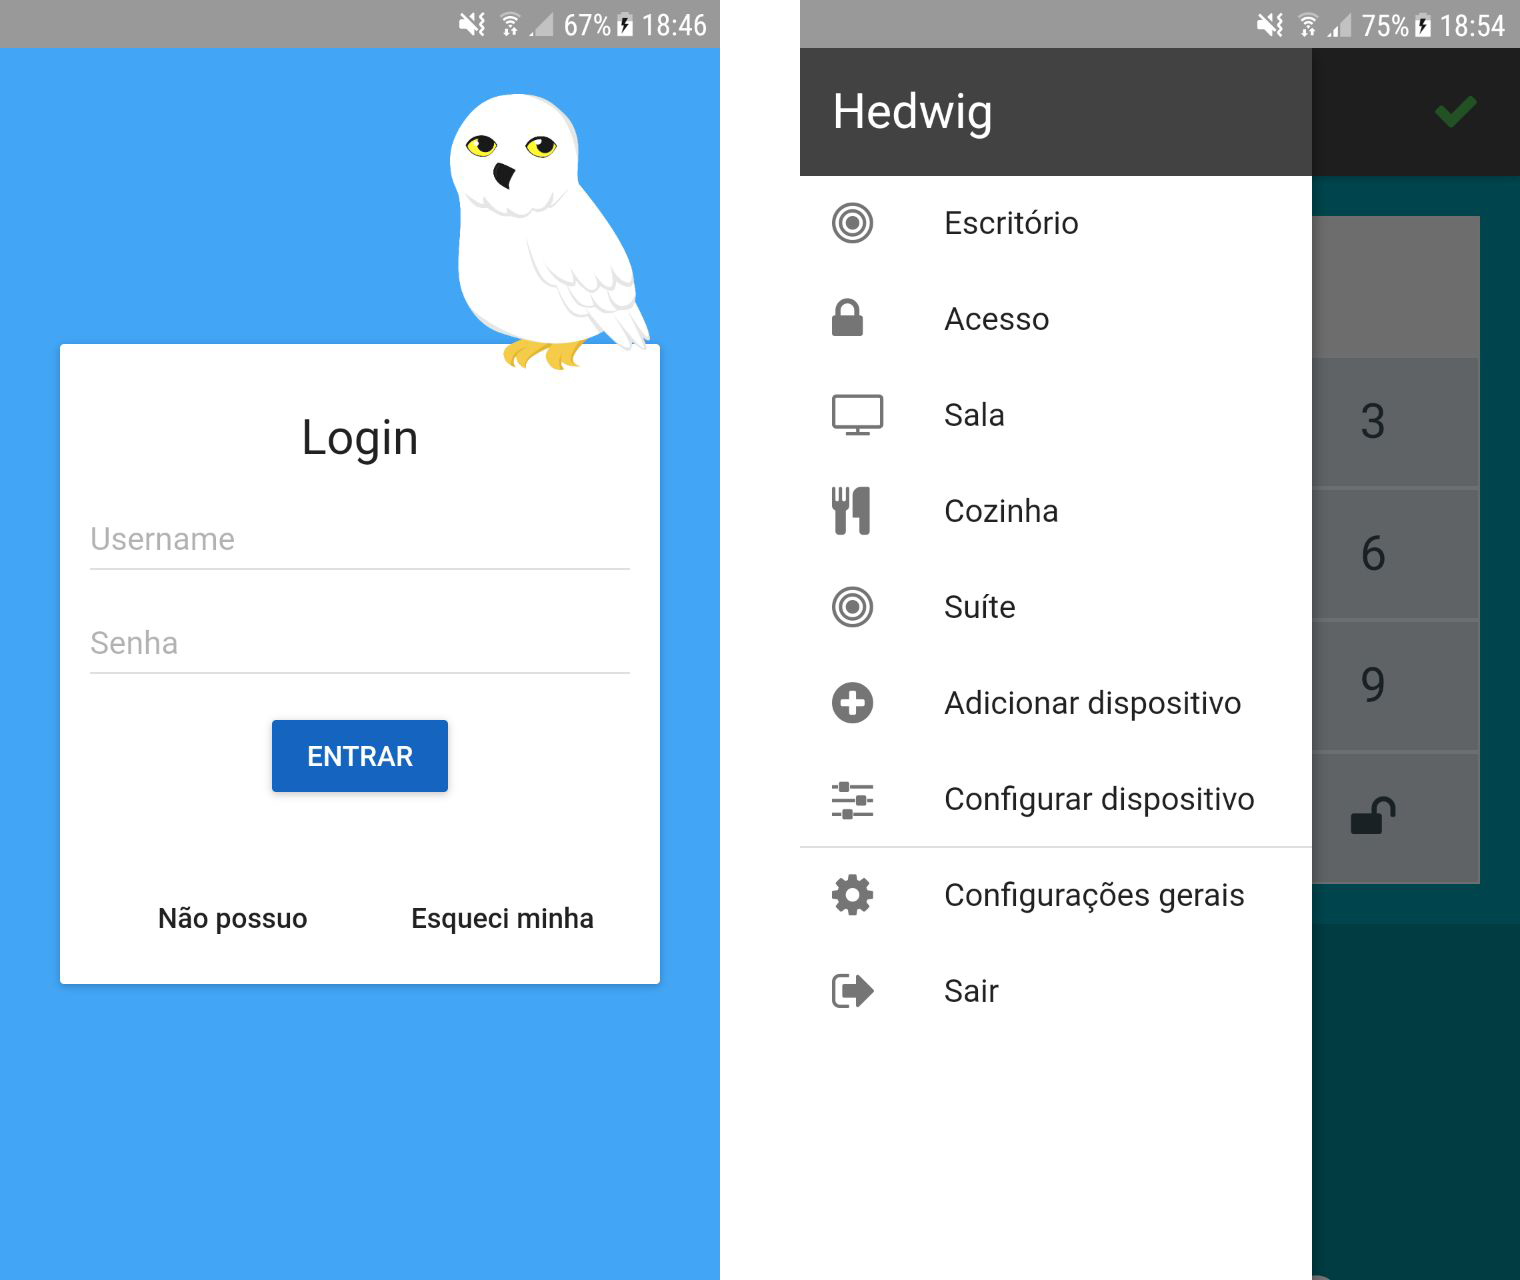 67% 18:46
Login
Username
Senha
ENTRAR
Não possuo
Esqueci minha
75% 18:54
Hedwig
Escritório
Acesso
Sala
Cozinha
Suíte
Adicionar dispositivo
Configurar dispositivo
Configurações gerais
Sair
3
6
9